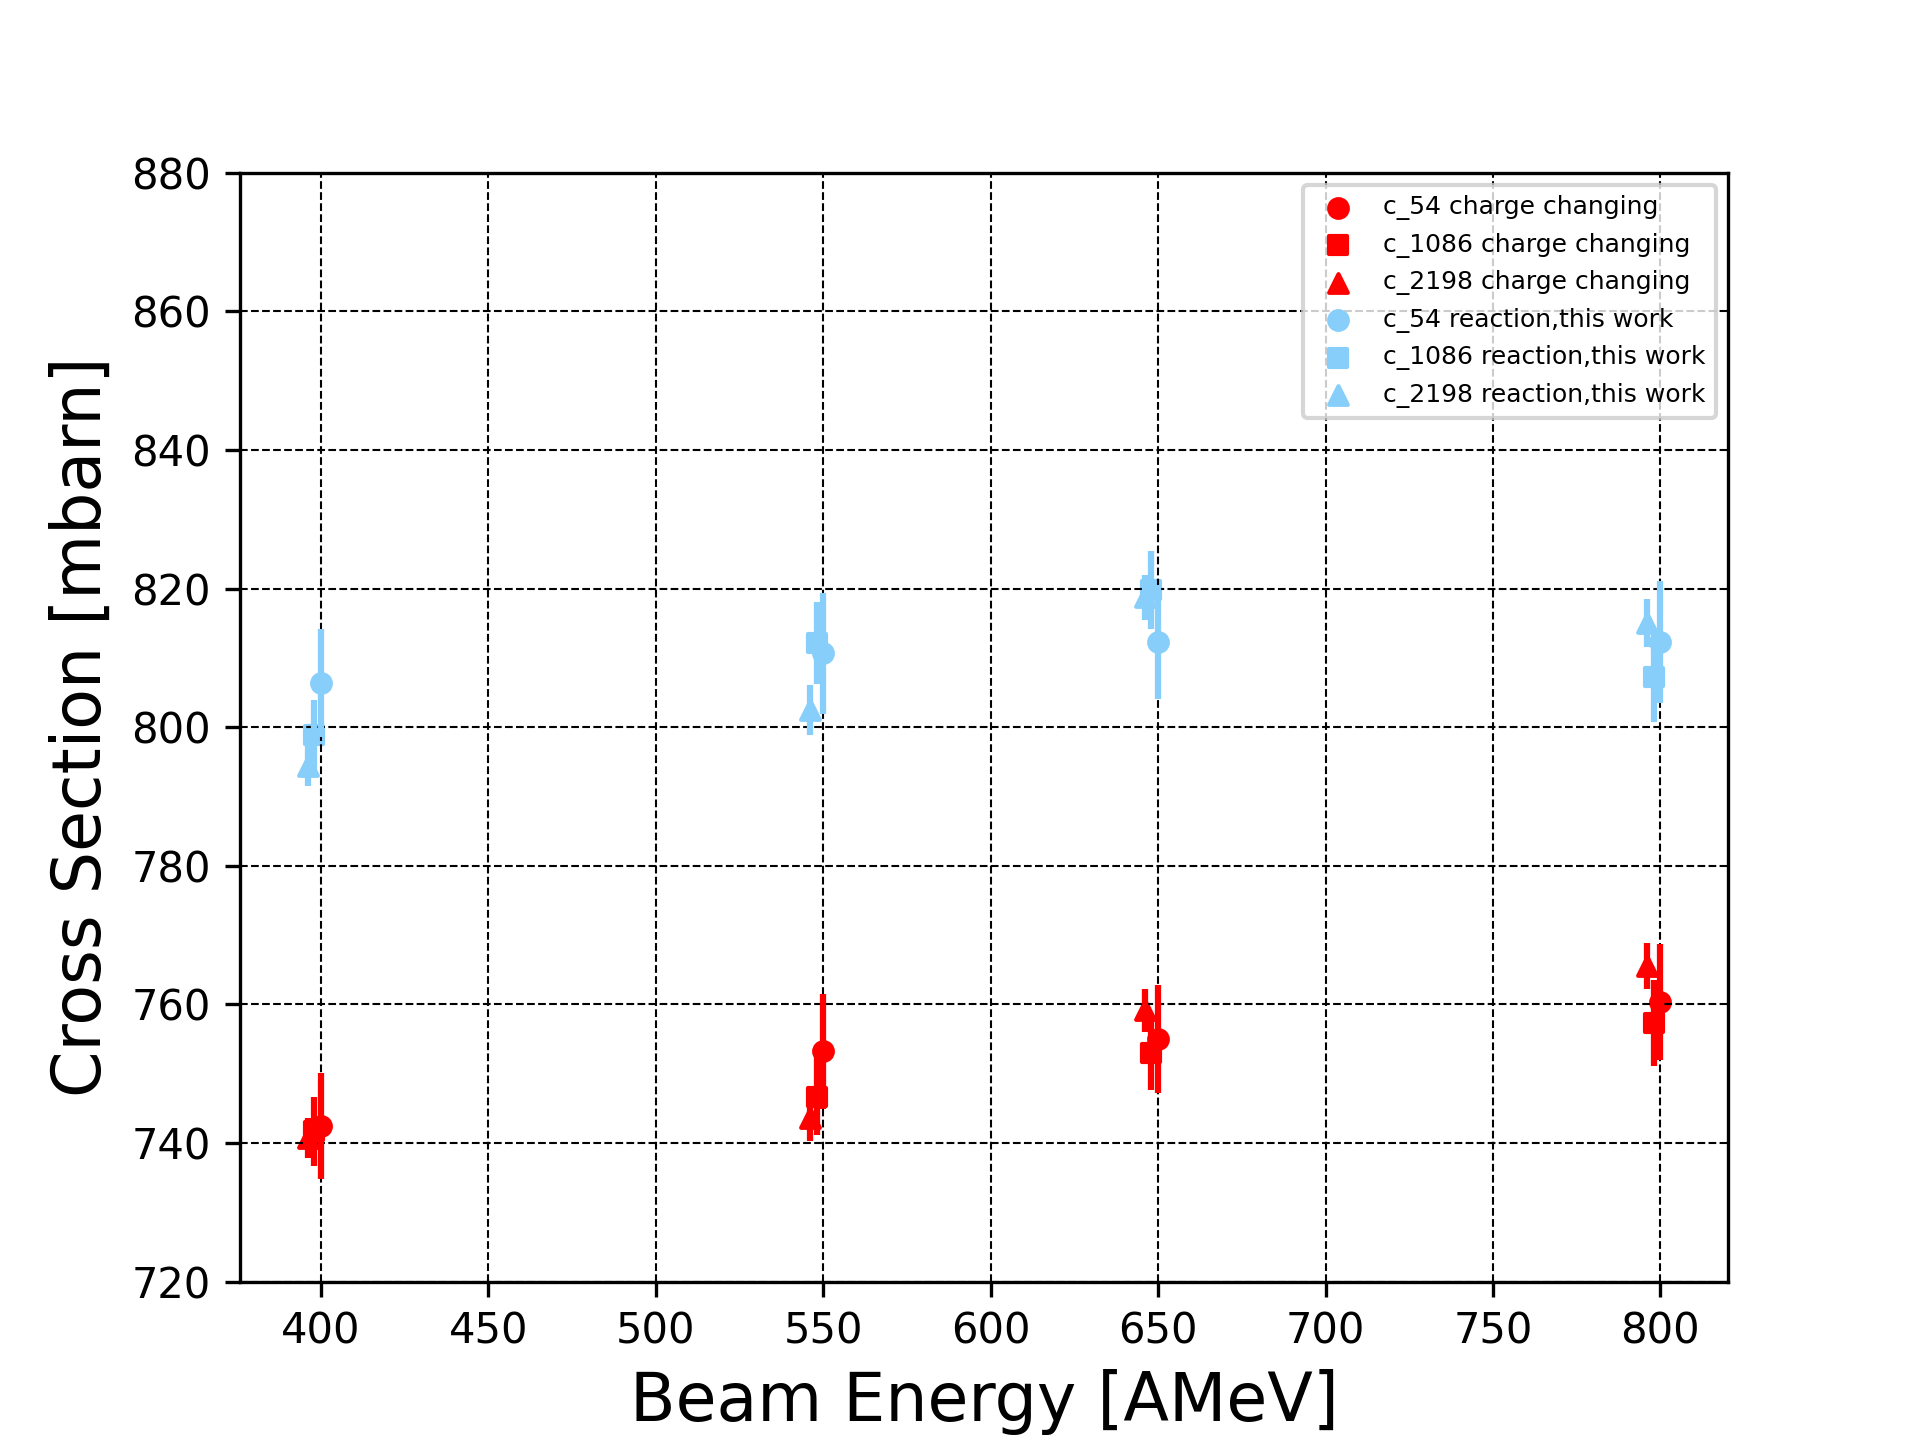 880
860
840
820
800
780
760
740
720
Cross Section [mbarn]
c_54 charge changing
c_1086 charge changing
c_2198 charge changing
c_54 reaction,this work
c_1086 reaction,this work
c_2198 reaction,this work
400 450 500 550 600 650 700 750 800
Beam Energy [AMeV]